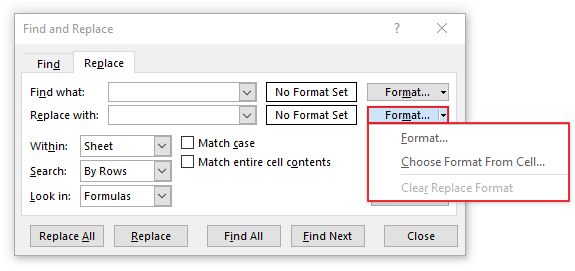 Find and Replace ?
Find Replace
Find what: No Format Set Format...
Replace with: No Format Set Format...
Format...
Choose Format From Cell...
Clear Replace Format
Within: Sheet Match case
Search: By Rows Match entire cell contents
Look in: Formulas
Replace All Replace Find All Find Next Close